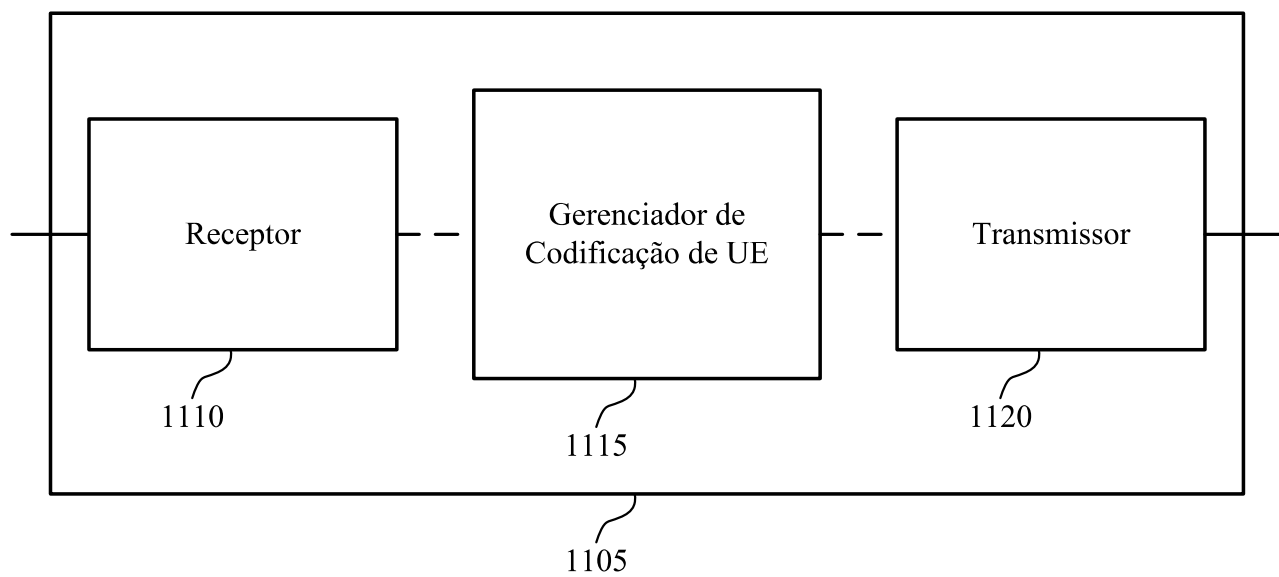 Receptor
Gerenciador de
Codificação de UE
Transmissor
1110
1115
1120
1105